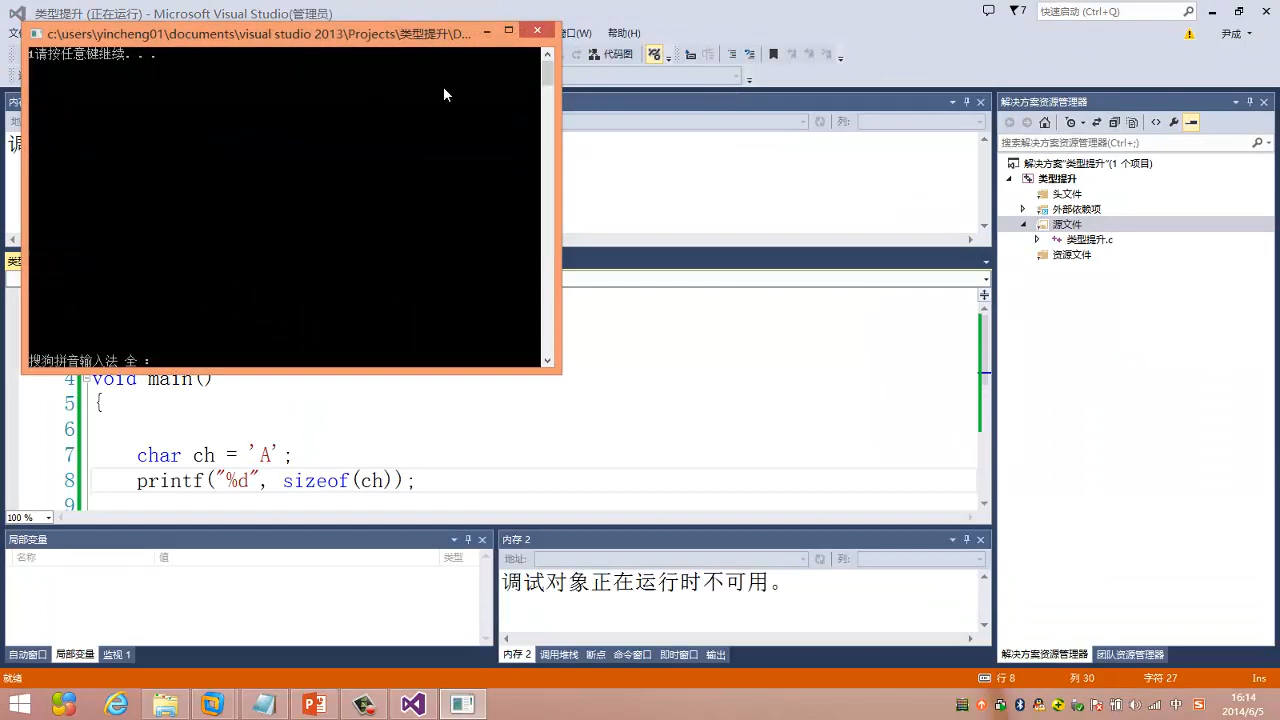 类型提升 (正在运行) - Microsoft Visual Studio(管理员)
7
快速启动 (Ctrl+Q)
c:\users\yincheng01\documents\visual studio 2013\Projects\类型提升\D...
(W) 帮助(H)
尹成
1请按任意键继续. . .
代码图
列:
解决方案资源管理器
搜索解决方案资源管理器(Ctrl+;)
解决方案"类型提升"(1 个项目)
类型提升
头文件
外部依赖项
源文件
类型提升.c
资源文件
搜狗拼音输入法 全 :
4 void main()
5 {
6
7 char ch = 'A';
8 printf("%d", sizeof(ch));
9
100 %
局部变量
名称 值 类型
内存 2
地址: 列:
调试对象正在运行时不可用。
自动窗口 局部变量 监视 1
内存 2 调用堆栈 断点 命令窗口 即时窗口 输出
解决方案资源管理器 团队资源管理器
就绪 行 8 列 30 字符 27 Ins
中
16:14
2014/6/5